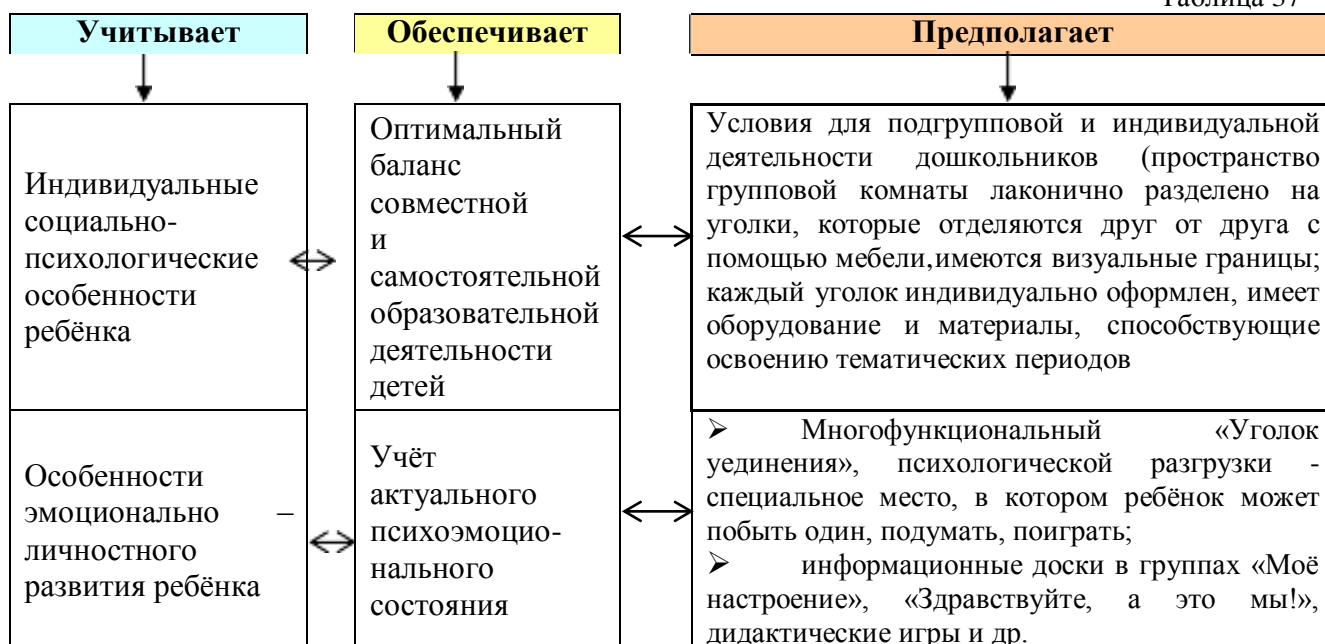 Таблица 37
Учитывает
Обеспечивает
Предполагает
Индивидуальные
социально-
психологические
особенности
ребёнка
Оптимальный
баланс
совместной
и
самостоятельной
образовательной
деятельности
детей
Условия для подгрупповой и индивидуальной
деятельности дошкольников (пространство
групповой комнаты лаконично разделено на
уголки, которые отделяются друг от друга с
помощью мебели,имеются визуальные границы;
каждый уголок индивидуально оформлен, имеет
оборудование и материалы, способствующие
освоению тематических периодов
Особенности
эмоционально –
личностного
развития ребёнка
Учёт
актуального
психоэмоцио-
нального
состояния
➢ Многофункциональный «Уголок
уединения», психологической разгрузки -
специальное место, в котором ребёнок может
побыть один, подумать, поиграть;
➢ информационные доски в группах «Моё
настроение», «Здравствуйте, а это мы!»,
дидактические игры и др.